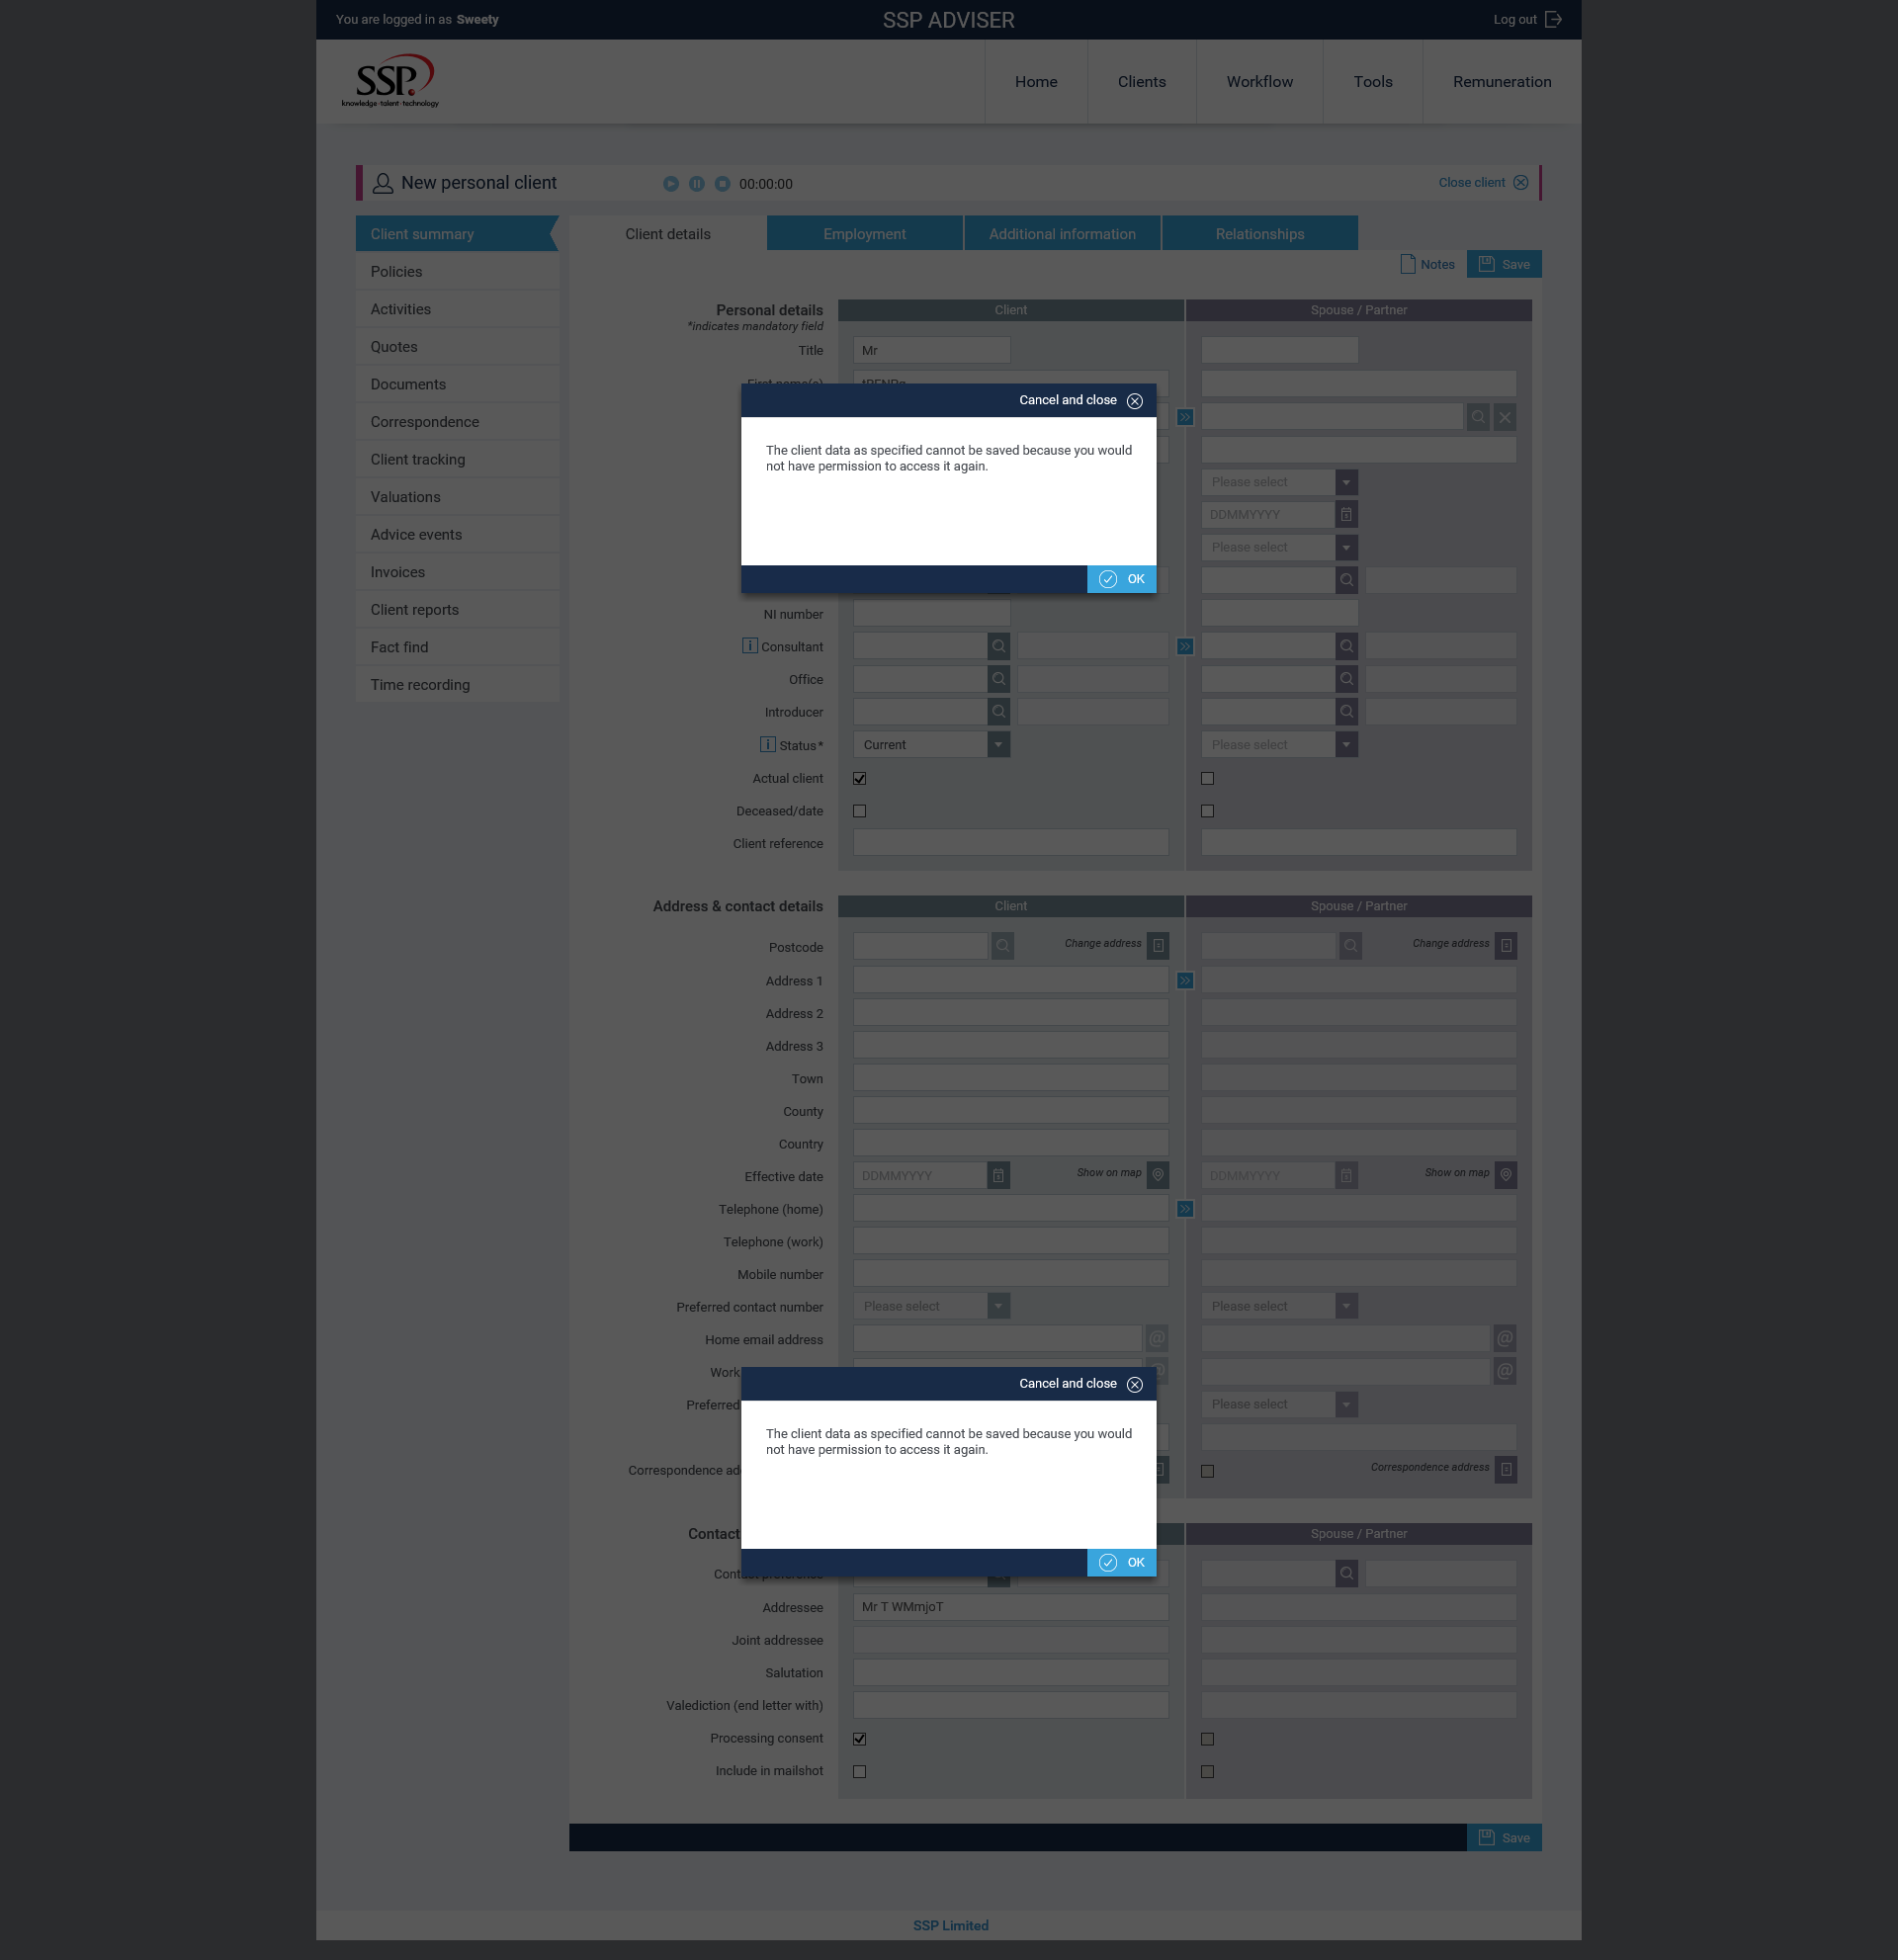 You are logged in as Sweety
SSP ADVISER
Log out
SSP.
knowledge·talent·technology
Home
Clients
Workflow
Tools
Remuneration
New personal client
00:00:00
Close client
Client summary
Policies
Activities
Quotes
Documents
Correspondence
Client tracking
Valuations
Advice events
Invoices
Client reports
Fact find
Time recording
Client details
Employment
Additional information
Relationships
Notes
Save
Personal details
Client
Spouse / Partner
*indicates mandatory field
Title
Mr
Cancel and close
The client data as specified cannot be saved because you would
not have permission to access it again.
OK
Please select
DDMMYYYY
Please select
NI number
Consultant
Office
Introducer
Status*
Current
Please select
Actual client
Deceased/date
Client reference
Address & contact details
Client
Spouse / Partner
Postcode
Change address
Change address
Address 1
Address 2
Address 3
Town
County
Country
Effective date
DDMMYYYY
Show on map
DDMMYYYY
Show on map
Telephone (home)
Telephone (work)
Mobile number
Preferred contact number
Please select
Please select
Home email address
@
@
Work
@
Cancel and close
Preferred
Please select
The client data as specified cannot be saved because you would
not have permission to access it again.
Correspondence
Correspondence address
OK
Contact
Spouse / Partner
Addressee
Mr T WMmjoT
Joint addressee
Salutation
Valediction (end letter with)
Processing consent
Include in mailshot
Save
SSP Limited